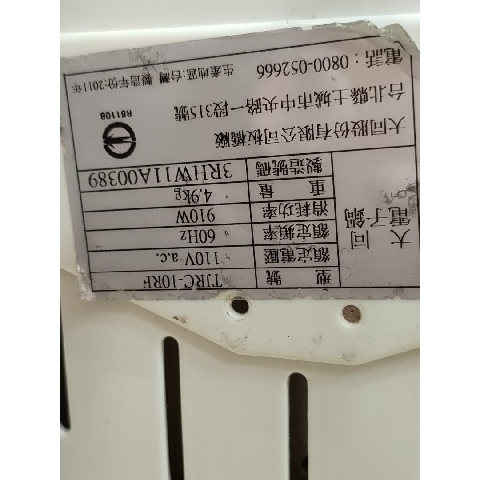 大同
電子鍋
型號 TJRC-10RF
額定電壓 110V a.c.
額定頻率 60Hz
消耗功率 910W
重量 4.9kg
製造號碼 3RHW11A00389
大同股份有限公司板橋廠
台北縣土城市中央路一段315號
電話：0800-052666
生產地區:台灣 製造年份:2011年
R51108